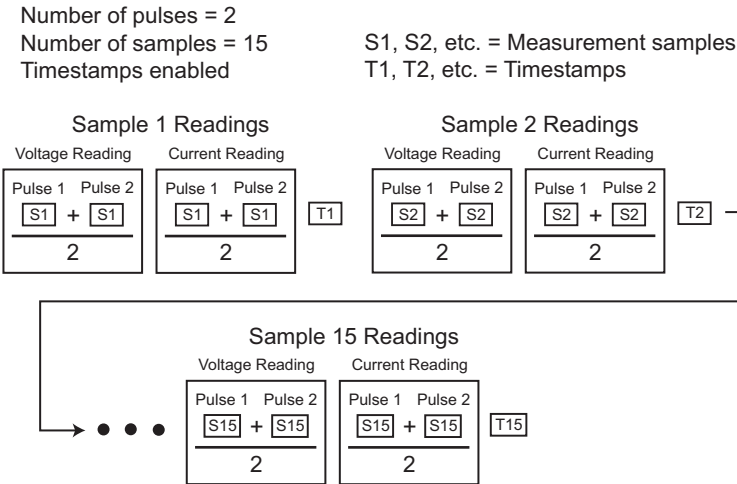 Number of pulses = 2
Number of samples = 15
Timestamps enabled
S1, S2, etc. = Measurement samples
T1, T2, etc. = Timestamps
Sample 1 Readings
Voltage Reading Current Reading
Pulse 1 Pulse 2 Pulse 1 Pulse 2
S1 + S1 S1 + S1 T1
2 2
Sample 2 Readings
Voltage Reading Current Reading
Pulse 1 Pulse 2 Pulse 1 Pulse 2
S2 + S2 S2 + S2 T2
2 2
Sample 15 Readings
Voltage Reading Current Reading
Pulse 1 Pulse 2 Pulse 1 Pulse 2
S15 + S15 S15 + S15 T15
2 2